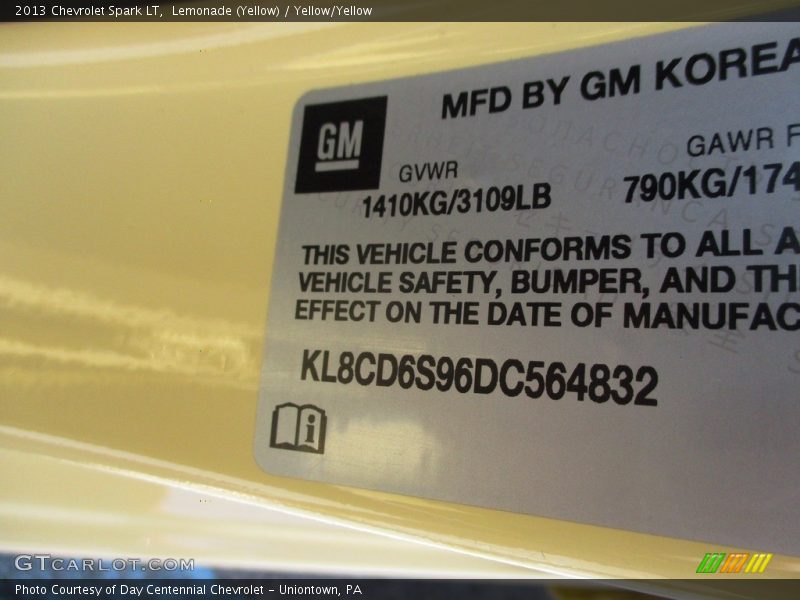 2013 Chevrolet Spark LT, Lemonade (Yellow) / Yellow/Yellow
MFD BY GM KOREA
GM
GVWR
GAWR F
1410KG/3109LB
790KG/174
THIS VEHICLE CONFORMS TO ALL A
VEHICLE SAFETY, BUMPER, AND TH
EFFECT ON THE DATE OF MANUFAC
KL8CD6S96DC564832
i
GTCARLOT.COM
Photo Courtesy of Day Centennial Chevrolet - Uniontown, PA